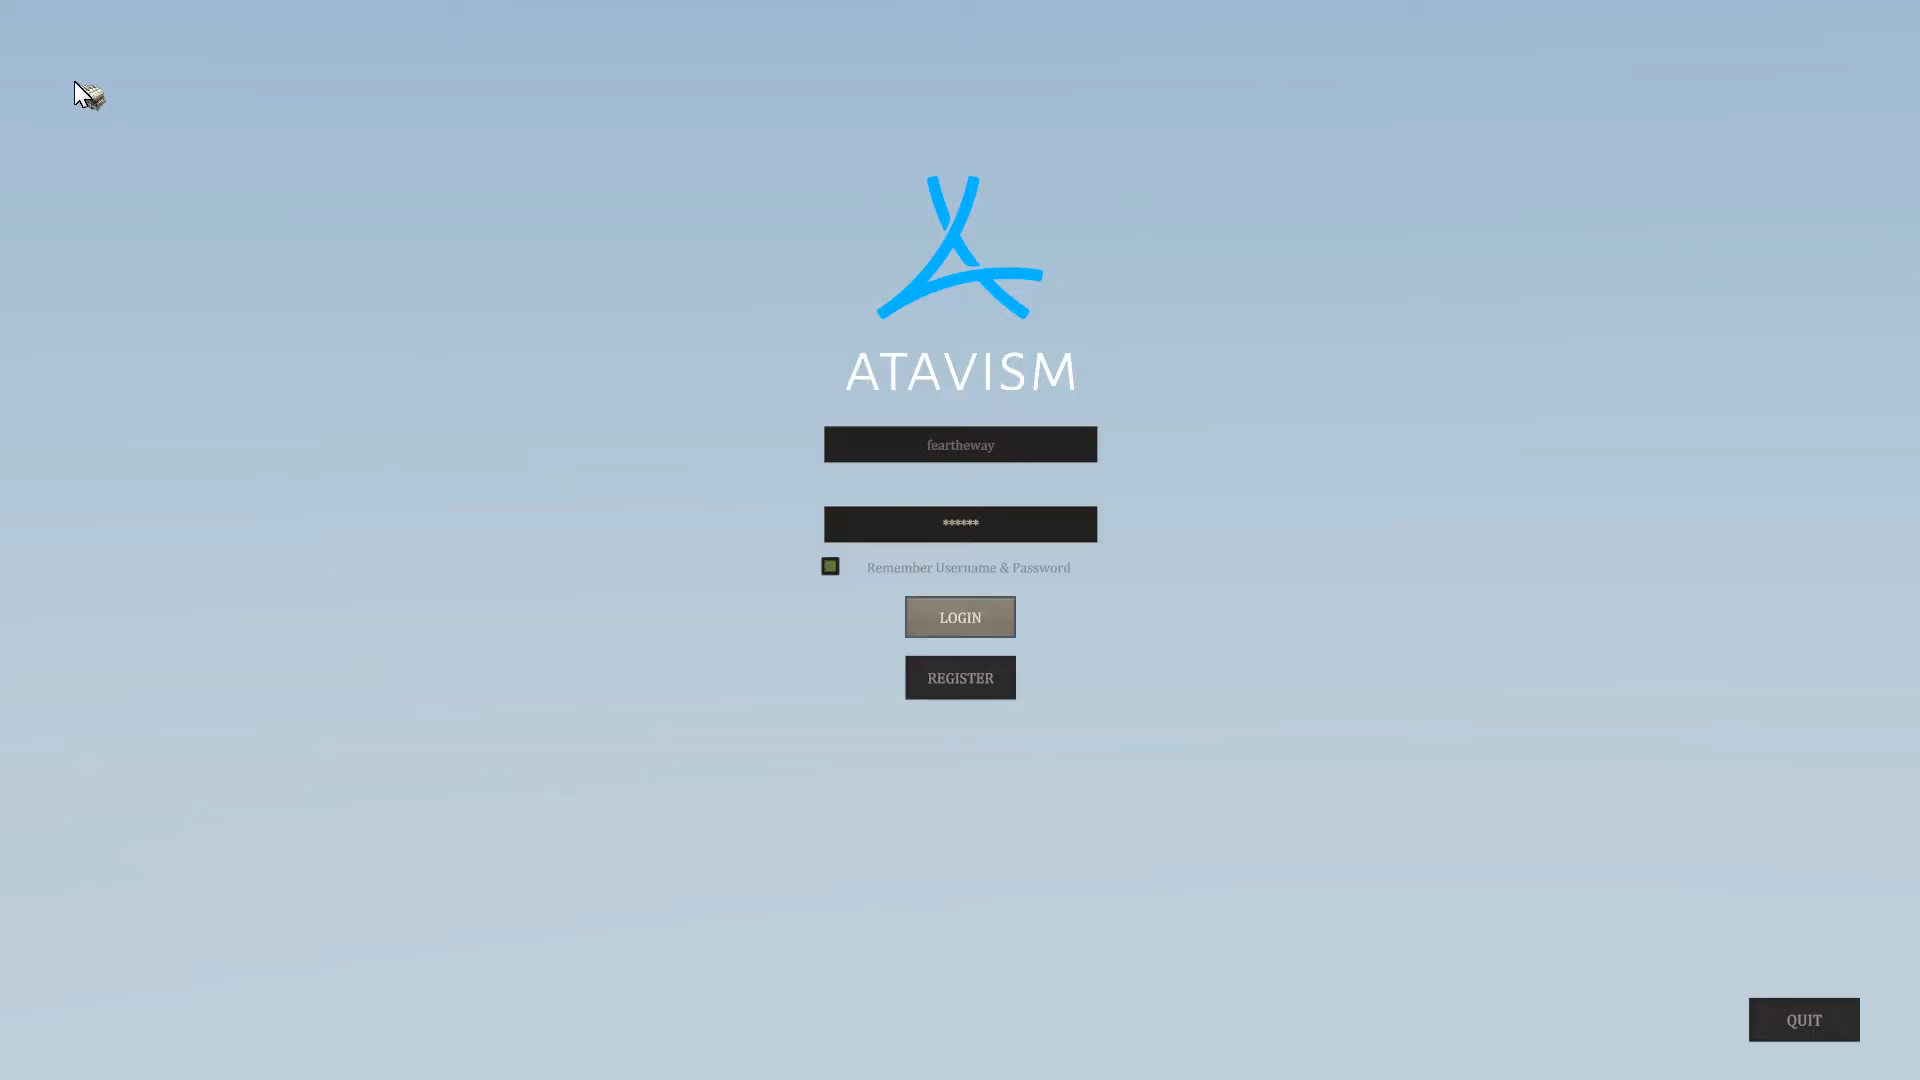 ATAVISM
feartheway
******
Remember Username & Password
LOGIN
REGISTER
QUIT